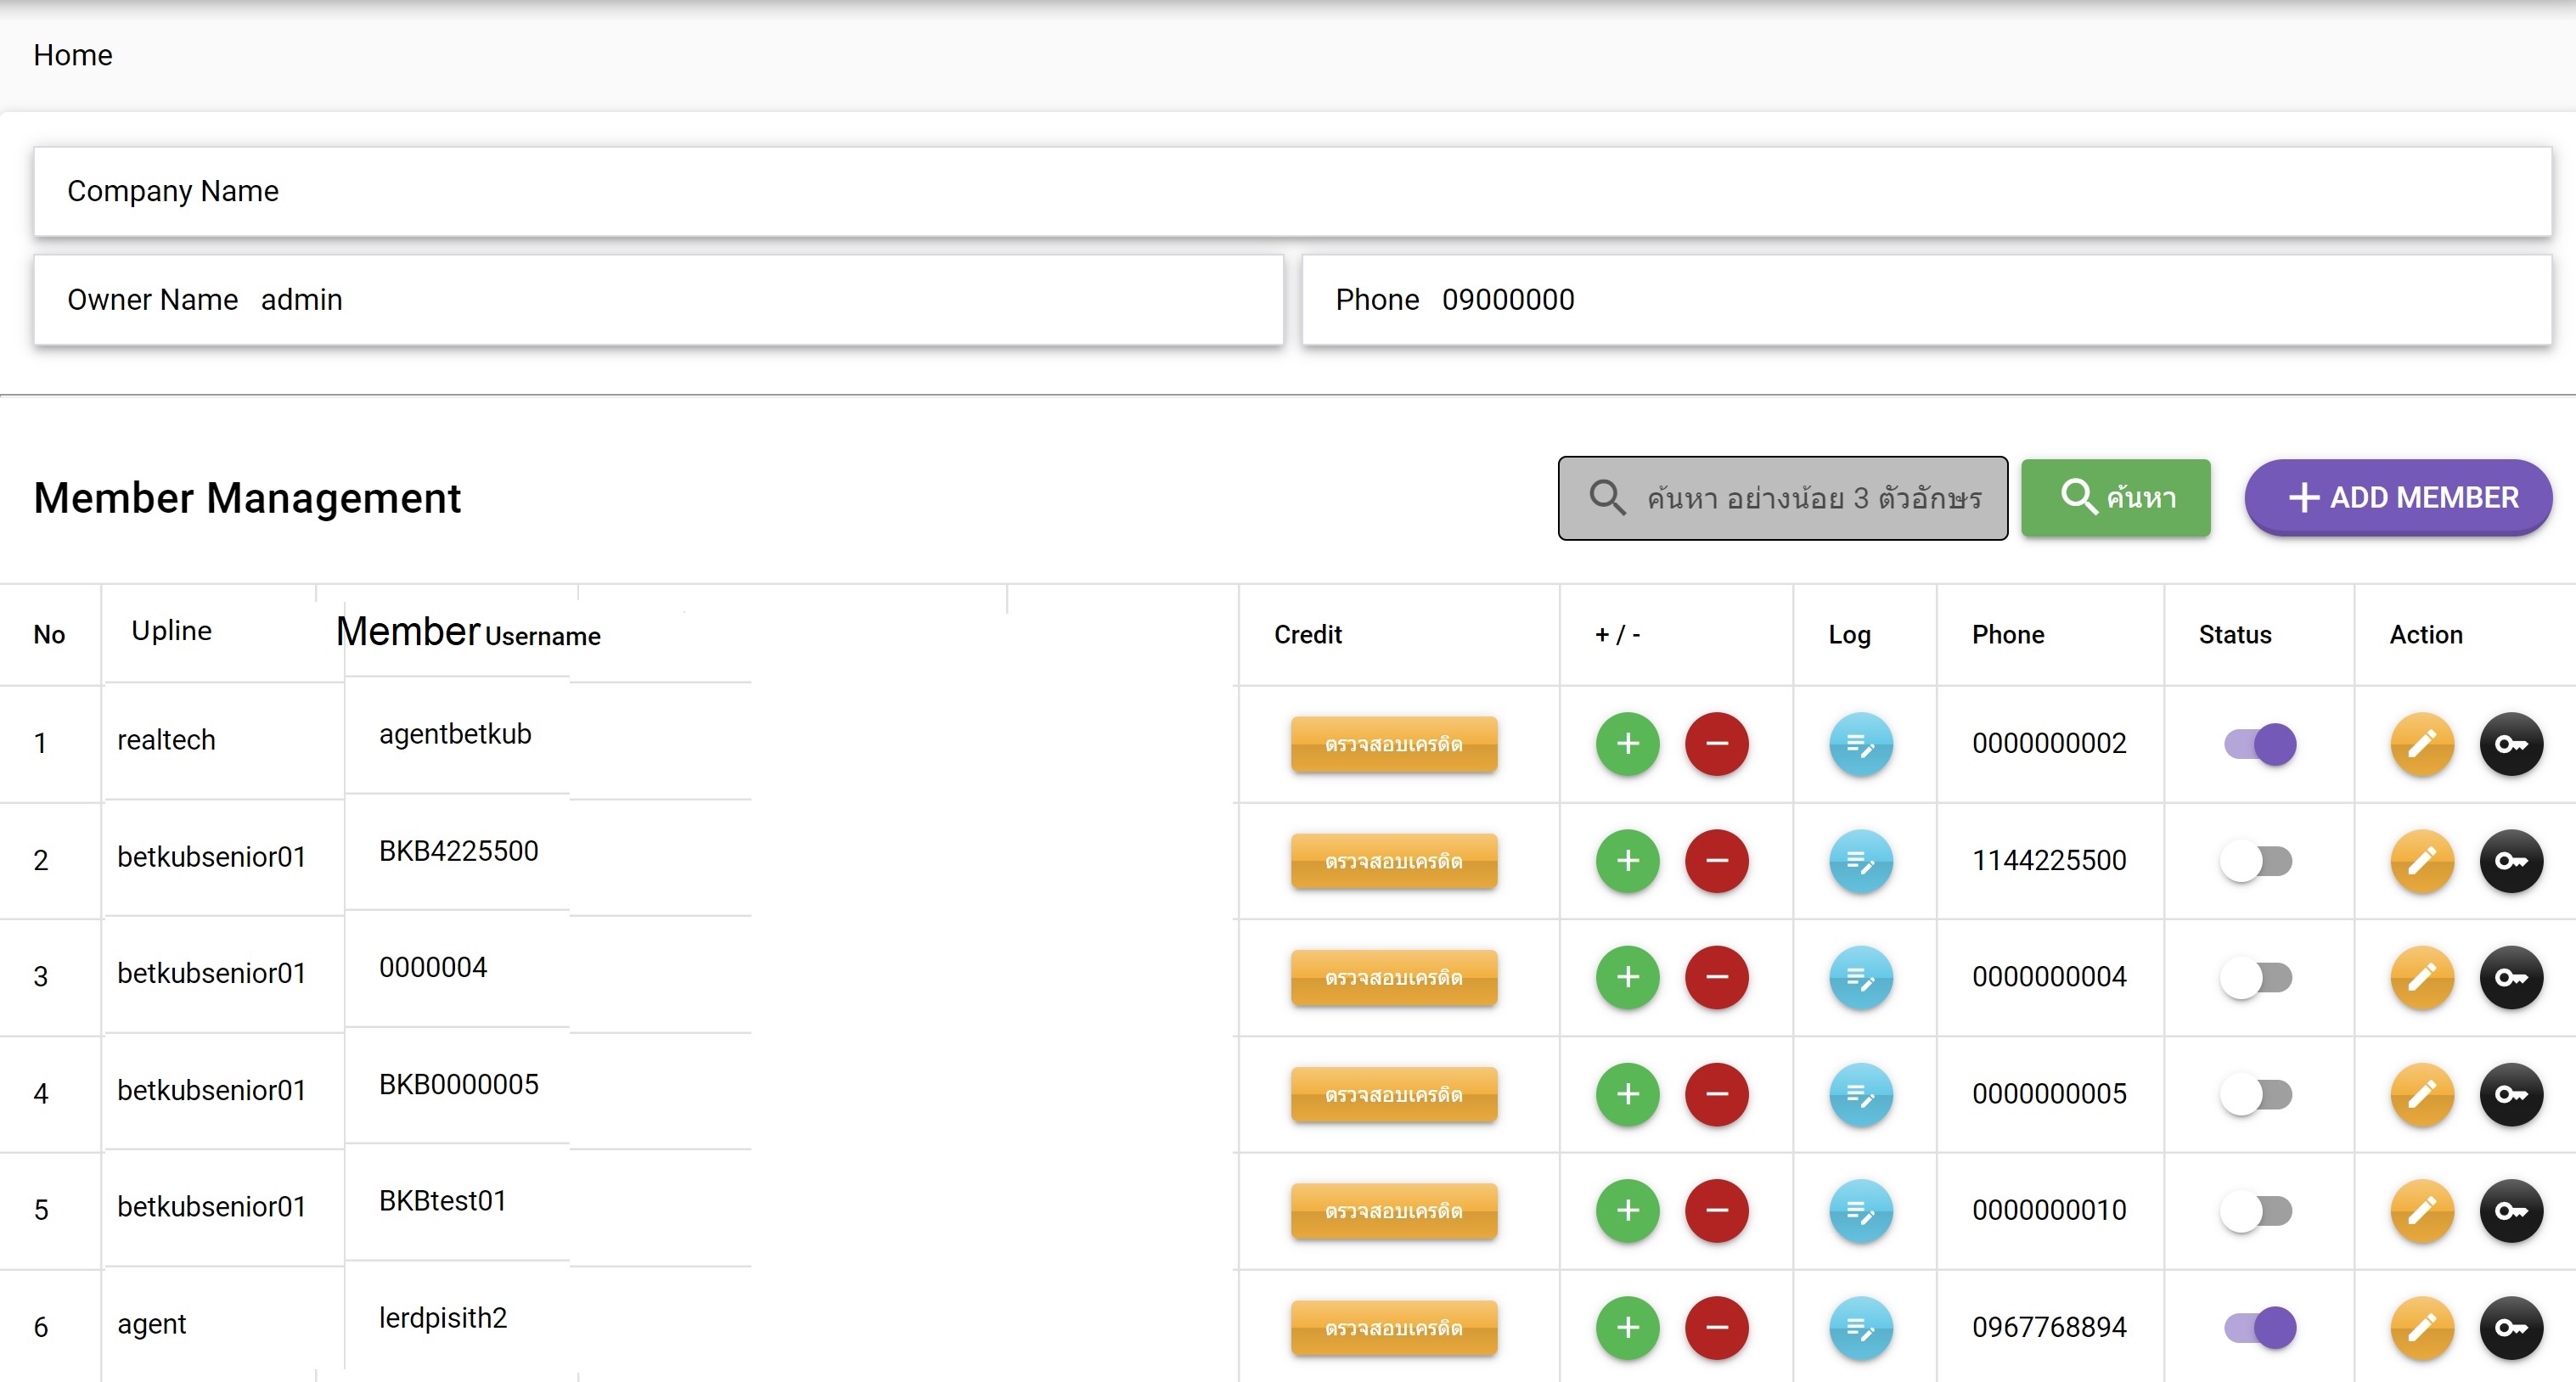 Home
Company Name
Owner Name admin
Phone 09000000
Member Management
ค้นหา อย่างน้อย 3 ตัวอักษร
ค้นหา
ADD MEMBER
No Upline Member Username Credit + / - Log Phone Status Action
1 realtech agentbetkub ตรวจสอบเครดิต 0000000002
2 betkubsenior01 BKB4225500 ตรวจสอบเครดิต 1144225500
3 betkubsenior01 0000004 ตรวจสอบเครดิต 0000000004
4 betkubsenior01 BKB0000005 ตรวจสอบเครดิต 0000000005
5 betkubsenior01 BKBtest01 ตรวจสอบเครดิต 0000000010
6 agent lerdpisith2 ตรวจสอบเครดิต 0967768894